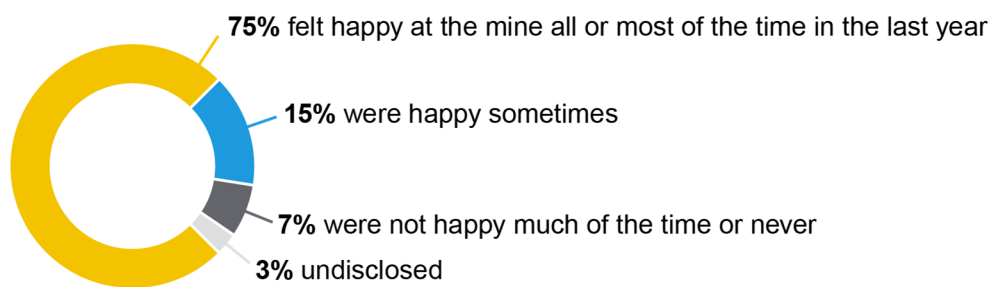 75% felt happy at the mine all or most of the time in the last year
15% were happy sometimes
7% were not happy much of the time or never
3% undisclosed